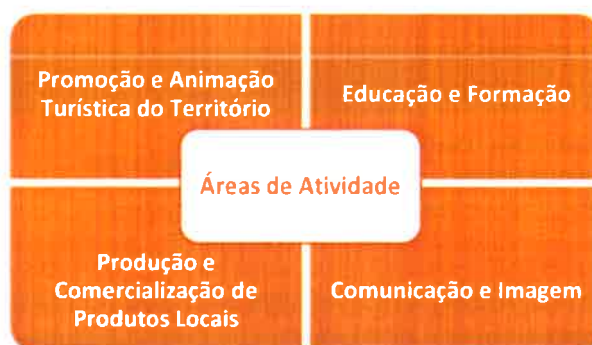 Promoção e Animação
Turística do Território
Educação e Formação
Áreas de Atividade
Produção e
Comercialização de
Produtos Locais
Comunicação e Imagem